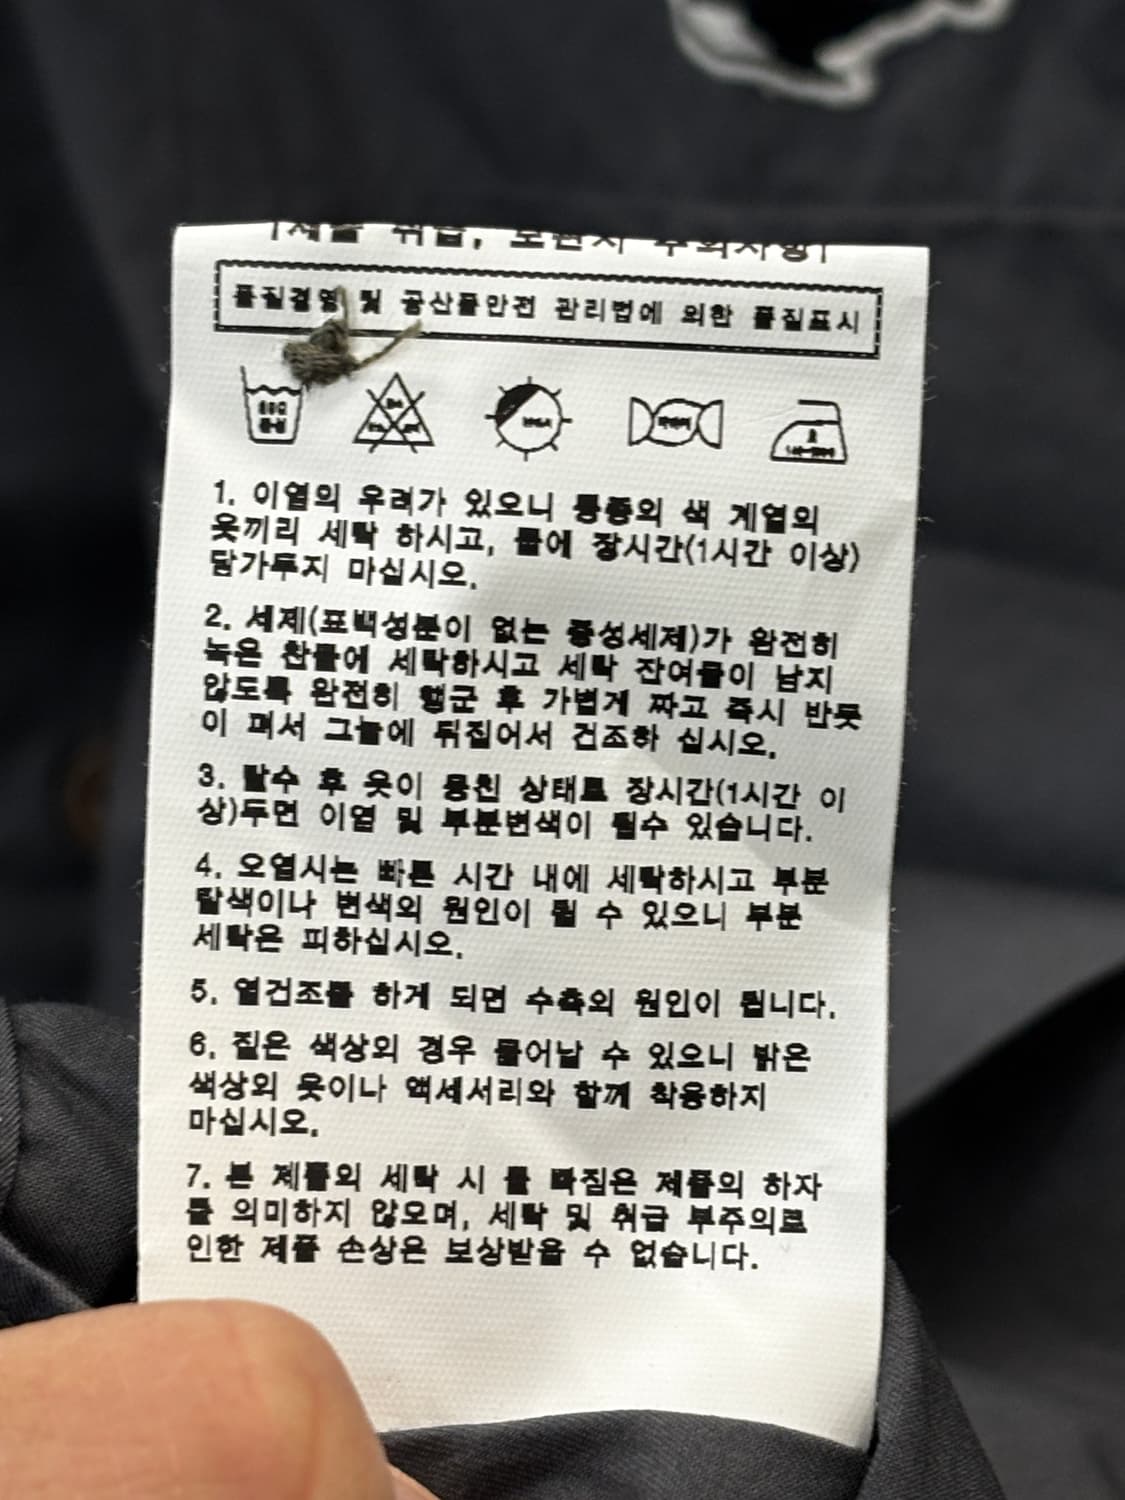 품질경영 및 공산품안전 관리법에 의한 품질표시
1. 이염의 우려가 있으니 동종의 색 계열의
옷끼리 세탁 하시고, 물에 장시간(1시간 이상)
담가두지 마십시오.
2. 세제(표백성분이 없는 중성세제)가 완전히
녹은 찬물에 세탁하시고 세탁 잔여물이 남지
않도록 완전히 행군 후 가볍게 짜고 즉시 반듯
이 펴서 그늘에 뒤집어서 건조하 십시오.
3. 탈수 후 옷이 뭉친 상태로 장시간(1시간 이
상)두면 이염 및 부분변색이 될수 있습니다.
4. 오염시는 빠른 시간 내에 세탁하시고 부분
탈색이나 변색의 원인이 될 수 있으니 부분
세탁은 피하십시오.
5. 열건조를 하게 되면 수축의 원인이 됩니다.
6. 짙은 색상의 경우 물어날 수 있으니 밝은
색상의 옷이나 액세서리와 함께 착용하지
마십시오.
7. 본 제품의 세탁 시 물 빠짐은 제품의 하자
를 의미하지 않으며, 세탁 및 취급 부주의로
인한 제품 손상은 보상받을 수 없습니다.